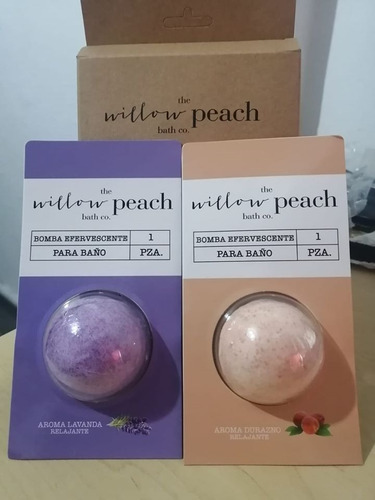 the
willow peach
bath co.
the
willow peach
bath co.
BOMBA EFERVESCENTE 1
PARA BAÑO PZA.
AROMA LAVANDA
RELAJANTE
the
willow peach
bath co.
BOMBA EFERVESCENTE 1
PARA BAÑO PZA.
AROMA DURAZNO
RELAJANTE